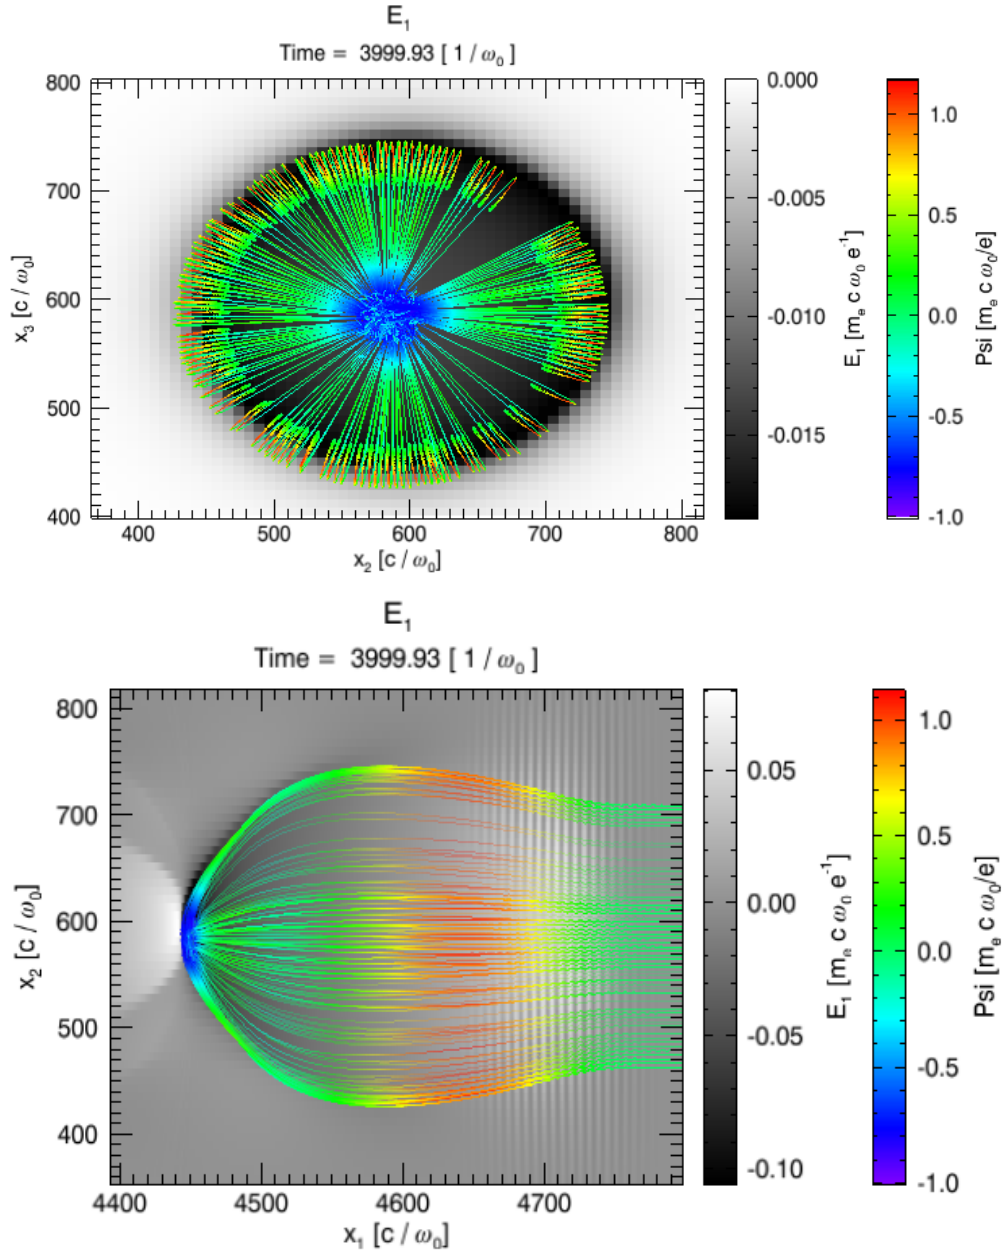 E₁
Time = 3999.93 [ 1 / ω₀ ]
800
700
600
500
400
x₃ [c / ω₀]
400 500 600 700 800
x₂ [c / ω₀]
0.000
-0.005
-0.010
-0.015
E₁ [mₑ c ω₀ e⁻¹]
1.0
0.5
0.0
-0.5
-1.0
Psi [mₑ c ω₀/e]
E₁
Time = 3999.93 [ 1 / ω₀ ]
800
700
600
500
400
x₂ [c / ω₀]
4400 4500 4600 4700
x₁ [c / ω₀]
0.05
0.00
-0.05
-0.10
E₁ [mₑ c ω₀ e⁻¹]
1.0
0.5
0.0
-0.5
-1.0
Psi [mₑ c ω₀/e]